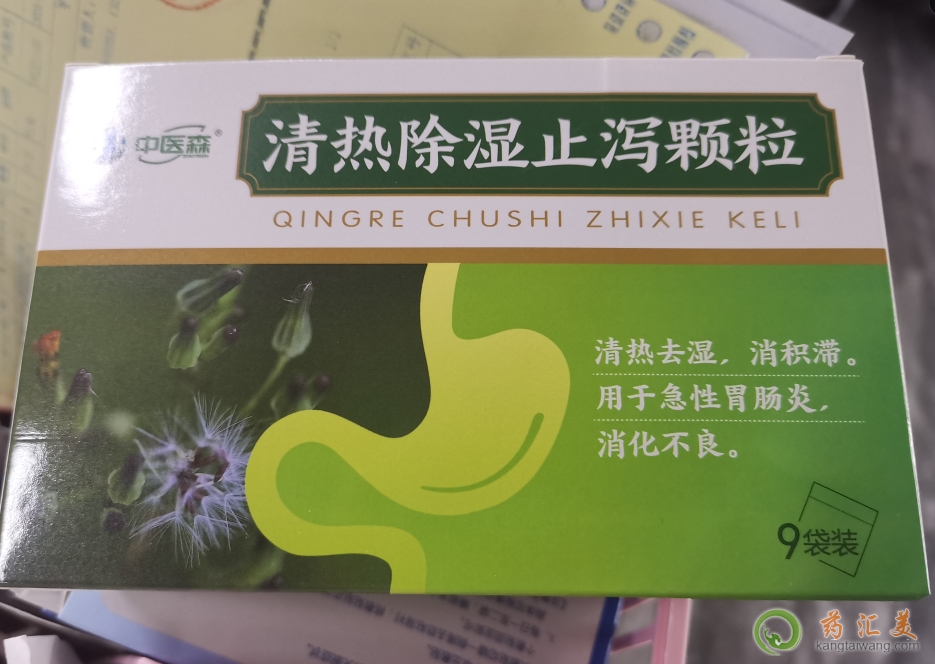 中医森®
清热除湿止泻颗粒
QINGRE CHUSHI ZHIXIE KELI
清热去湿，消积滞。
用于急性胃肠炎，
消化不良。
9袋装
药汇美
kangtaiwang.com